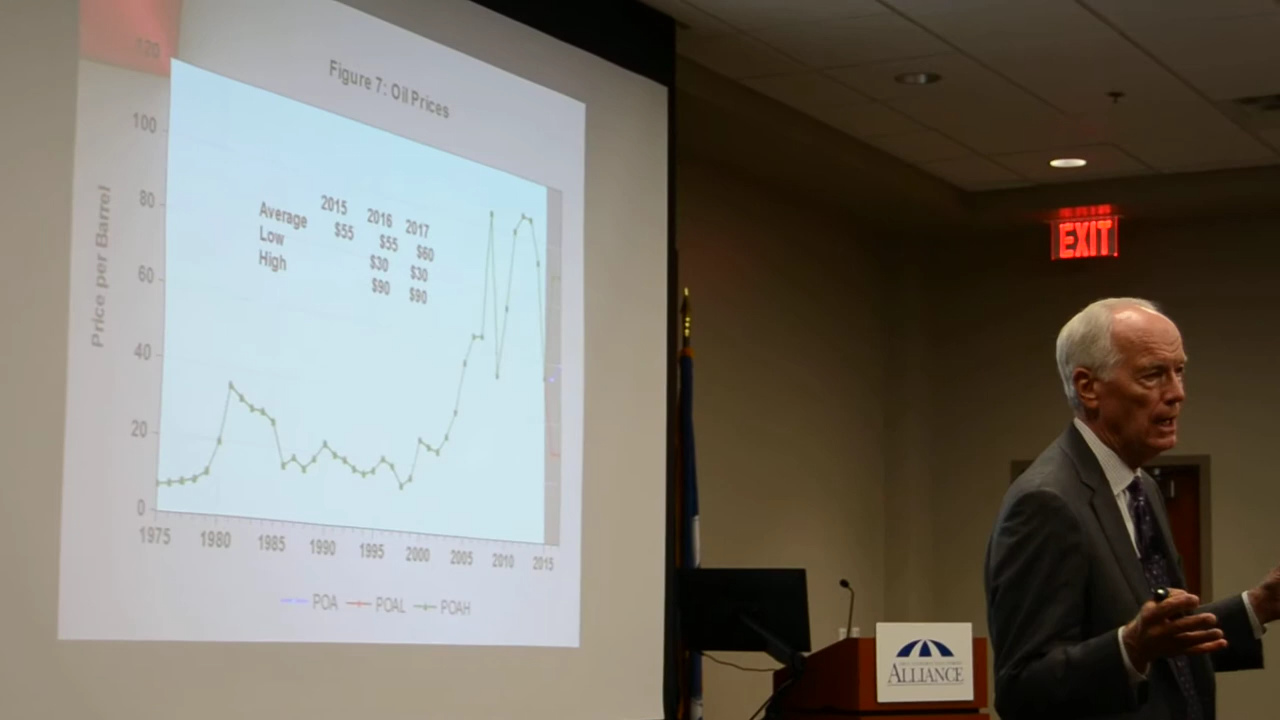 Figure 7: Oil Prices
Price per Barrel
120
100
80
60
40
20
0
2015 2016 2017
Average $55 $55 $60
Low $30 $30
High $90 $90
1975 1980 1985 1990 1995 2000 2005 2010 2015
POA POAL POAH
EXIT
ALLIANCE